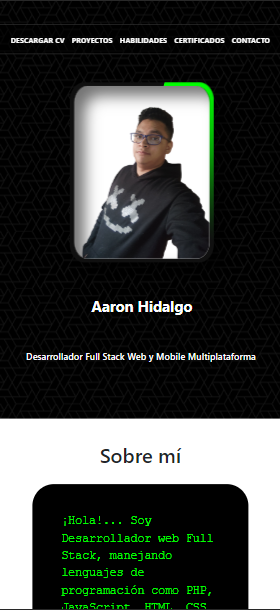 DESCARGAR CV PROYECTOS HABILIDADES CERTIFICADOS CONTACTO
Aaron Hidalgo
Desarrollador Full Stack Web y Mobile Multiplataforma
Sobre mí
¡Hola!... Soy
Desarrollador web Full
Stack, manejando
lenguajes de
programación como PHP,
JavaScript, HTML, CSS